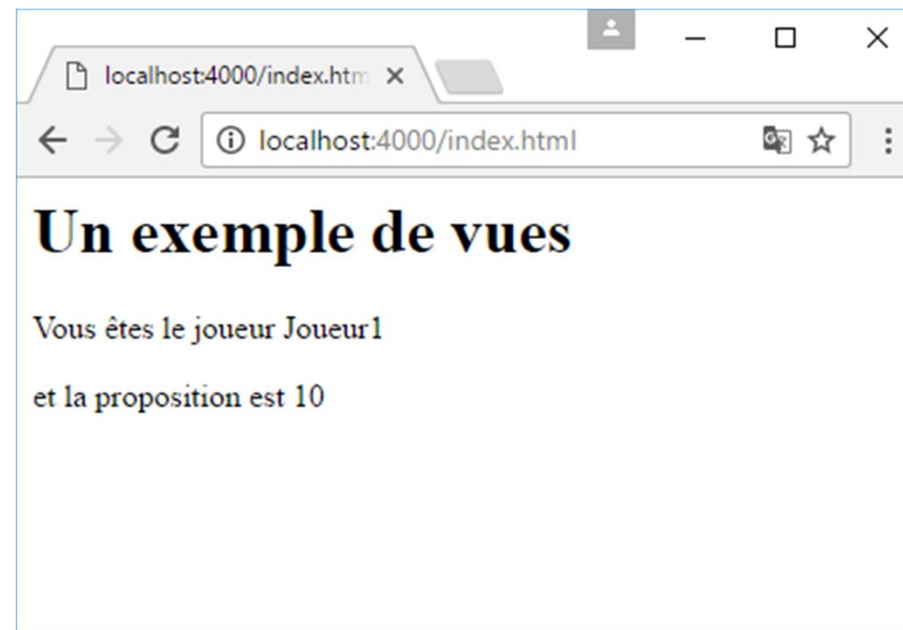 localhost:4000/index.htm
localhost:4000/index.html
Un exemple de vues
Vous êtes le joueur Joueur1
et la proposition est 10